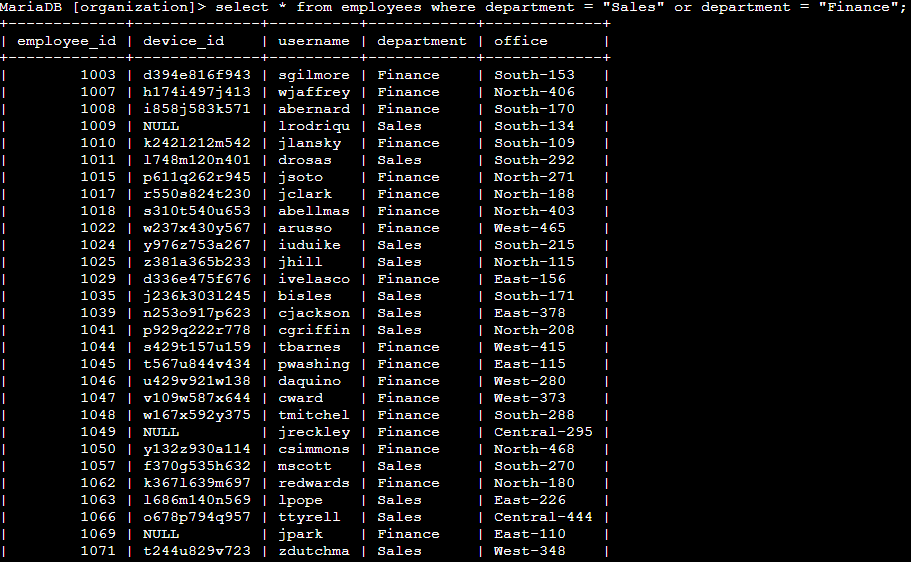 MariaDB [organization]> select * from employees where department = "Sales" or department = "Finance";
+-------------+--------------+----------+------------+-------------+
| employee_id | device_id    | username | department | office      |
+-------------+--------------+----------+------------+-------------+
|        1003 | d394e816f943 | sgilmore | Finance    | South-153   |
|        1007 | h174i497j413 | wjaffrey | Finance    | North-406   |
|        1008 | i858j583k571 | abernard | Finance    | South-170   |
|        1009 | NULL         | lrodriqu | Sales      | South-134   |
|        1010 | k242l212m542 | jlansky  | Finance    | South-109   |
|        1011 | l748m120n401 | drosas   | Sales      | South-292   |
|        1015 | p611q262r945 | jsoto    | Finance    | North-271   |
|        1017 | r550s824t230 | jclark   | Finance    | North-188   |
|        1018 | s310t540u653 | abellmas | Finance    | North-403   |
|        1022 | w237x430y567 | arusso   | Finance    | West-465    |
|        1024 | y976z753a267 | iuduike  | Sales      | South-215   |
|        1025 | z381a365b233 | jhill    | Sales      | North-115   |
|        1029 | d336e475f676 | ivelasco | Finance    | East-156    |
|        1035 | j236k303l245 | bisles   | Sales      | South-171   |
|        1039 | n253o917p623 | cjackson | Sales      | East-378    |
|        1041 | p929q222r778 | cgriffin | Sales      | North-208   |
|        1044 | s429t157u159 | tbarnes  | Finance    | West-415    |
|        1045 | t567u844v434 | pwashing | Finance    | East-115    |
|        1046 | u429v921w138 | daquino  | Finance    | West-280    |
|        1047 | v109w587x644 | cward    | Finance    | West-373    |
|        1048 | w167x592y375 | tmitchel | Finance    | South-288   |
|        1049 | NULL         | jreckley | Finance    | Central-295 |
|        1050 | y132z930a114 | csimmons | Finance    | North-468   |
|        1057 | f370g535h632 | mscott   | Sales      | South-270   |
|        1062 | k367l639m697 | redwards | Finance    | North-180   |
|        1063 | l686m140n569 | lpope    | Sales      | East-226    |
|        1066 | o678p794q957 | ttyrell  | Sales      | Central-444 |
|        1069 | NULL         | jpark    | Finance    | East-110    |
|        1071 | t244u829v723 | zdutchma | Sales      | West-348    |